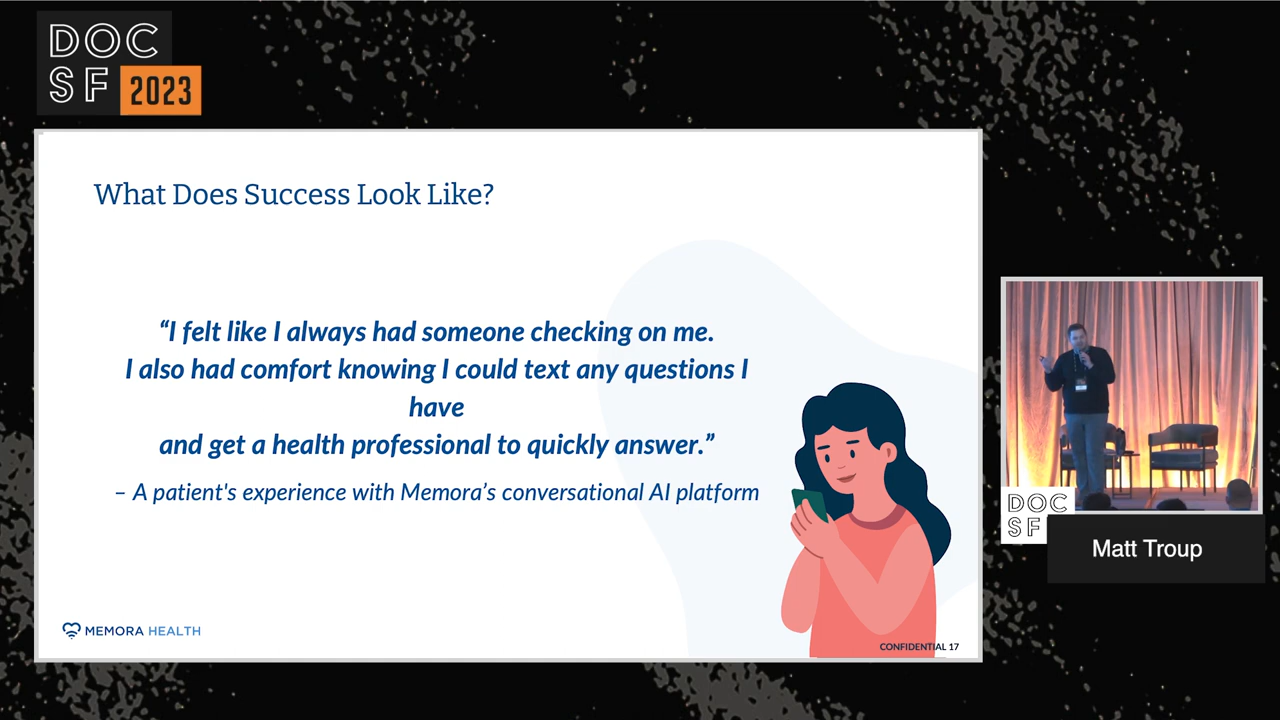 DOC
SF 2023
What Does Success Look Like?
“I felt like I always had someone checking on me.
I also had comfort knowing I could text any questions I
have
and get a health professional to quickly answer.”
– A patient's experience with Memora’s conversational AI platform
MEMORA HEALTH
CONFIDENTIAL 17
DOC
SF
Matt Troup